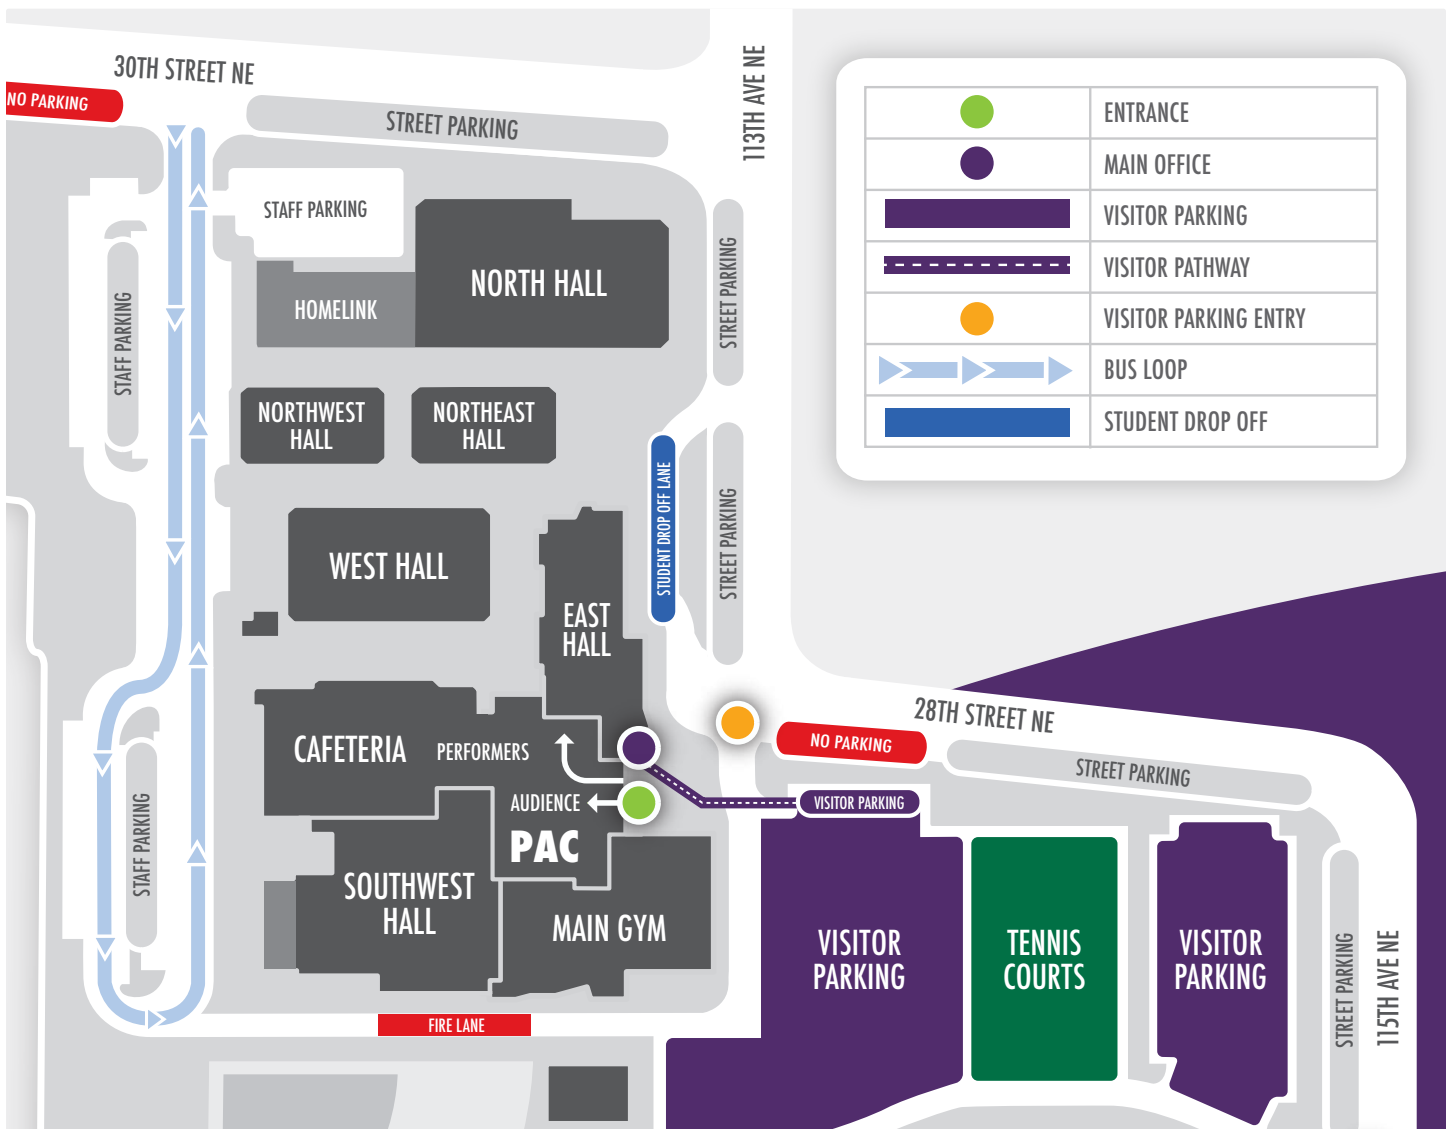 30TH STREET NE
NO PARKING
STREET PARKING
113TH AVE NE
ENTRANCE
MAIN OFFICE
VISITOR PARKING
VISITOR PATHWAY
VISITOR PARKING ENTRY
BUS LOOP
STUDENT DROP OFF
STAFF PARKING
NORTH HALL
HOMELINK
STREET PARKING
STAFF PARKING
NORTHWEST
HALL
NORTHEAST
HALL
STUDENT DROP OFF LANE
STREET PARKING
WEST HALL
EAST
HALL
28TH STREET NE
NO PARKING
STREET PARKING
CAFETERIA
PERFORMERS
AUDIENCE
PAC
VISITOR PARKING
STAFF PARKING
SOUTHWEST
HALL
MAIN GYM
VISITOR
PARKING
TENNIS
COURTS
VISITOR
PARKING
STREET PARKING
115TH AVE NE
FIRE LANE